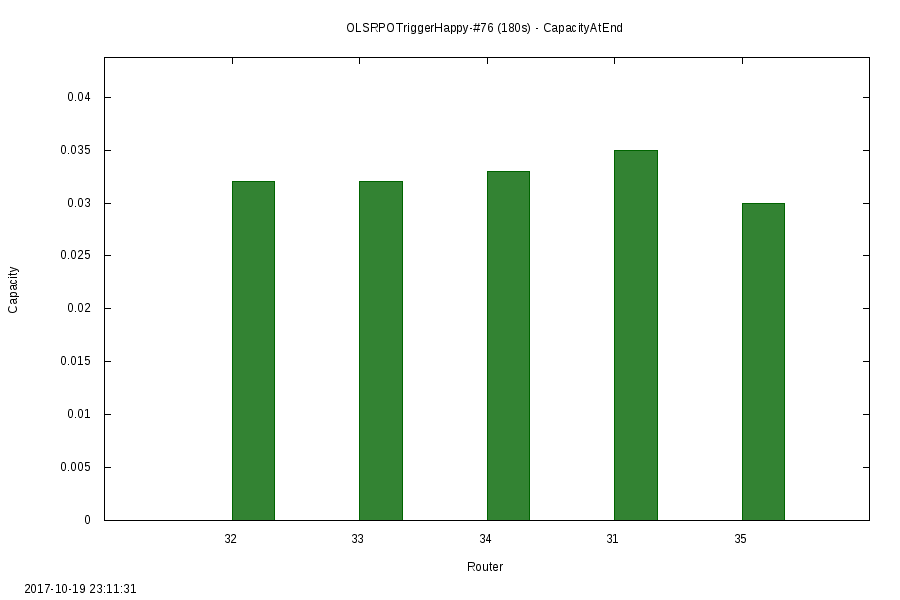 OLSRPOTriggerHappy-#76 (180s) - CapacityAtEnd
0.04
0.035
0.03
0.025
0.02
0.015
0.01
0.005
0
Capacity
32 33 34 31 35
Router
2017-10-19 23:11:31